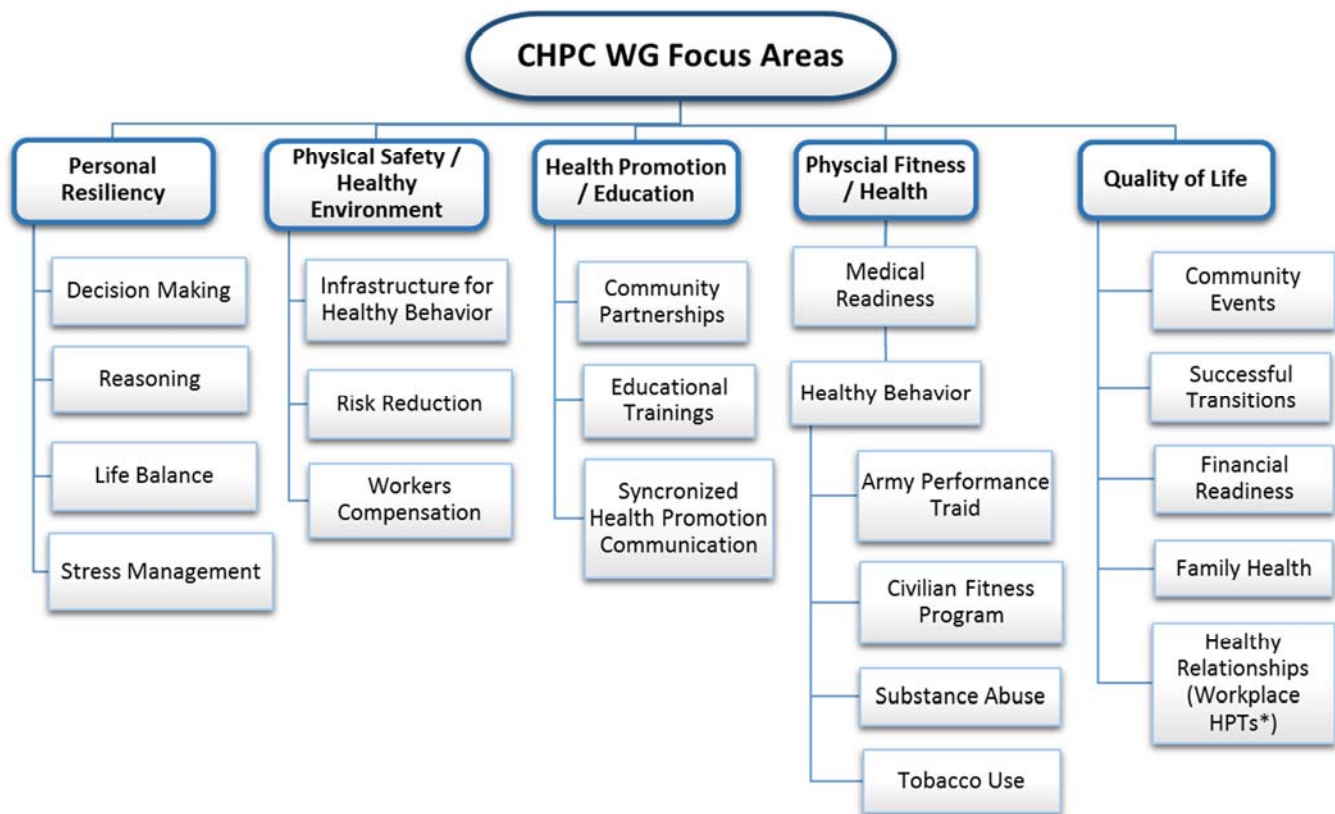 CHPC WG Focus Areas
Personal
Resiliency
Decision Making
Reasoning
Life Balance
Stress Management
Physical Safety /
Healthy
Environment
Infrastructure for
Healthy Behavior
Risk Reduction
Workers
Compensation
Health Promotion
/ Education
Community
Partnerships
Educational
Trainings
Syncronized
Health Promotion
Communication
Physcial Fitness
/ Health
Medical
Readiness
Healthy Behavior
Army Performance
Traid
Civilian Fitness
Program
Substance Abuse
Tobacco Use
Quality of Life
Community
Events
Successful
Transitions
Financial
Readiness
Family Health
Healthy
Relationships
(Workplace
HPTs*)